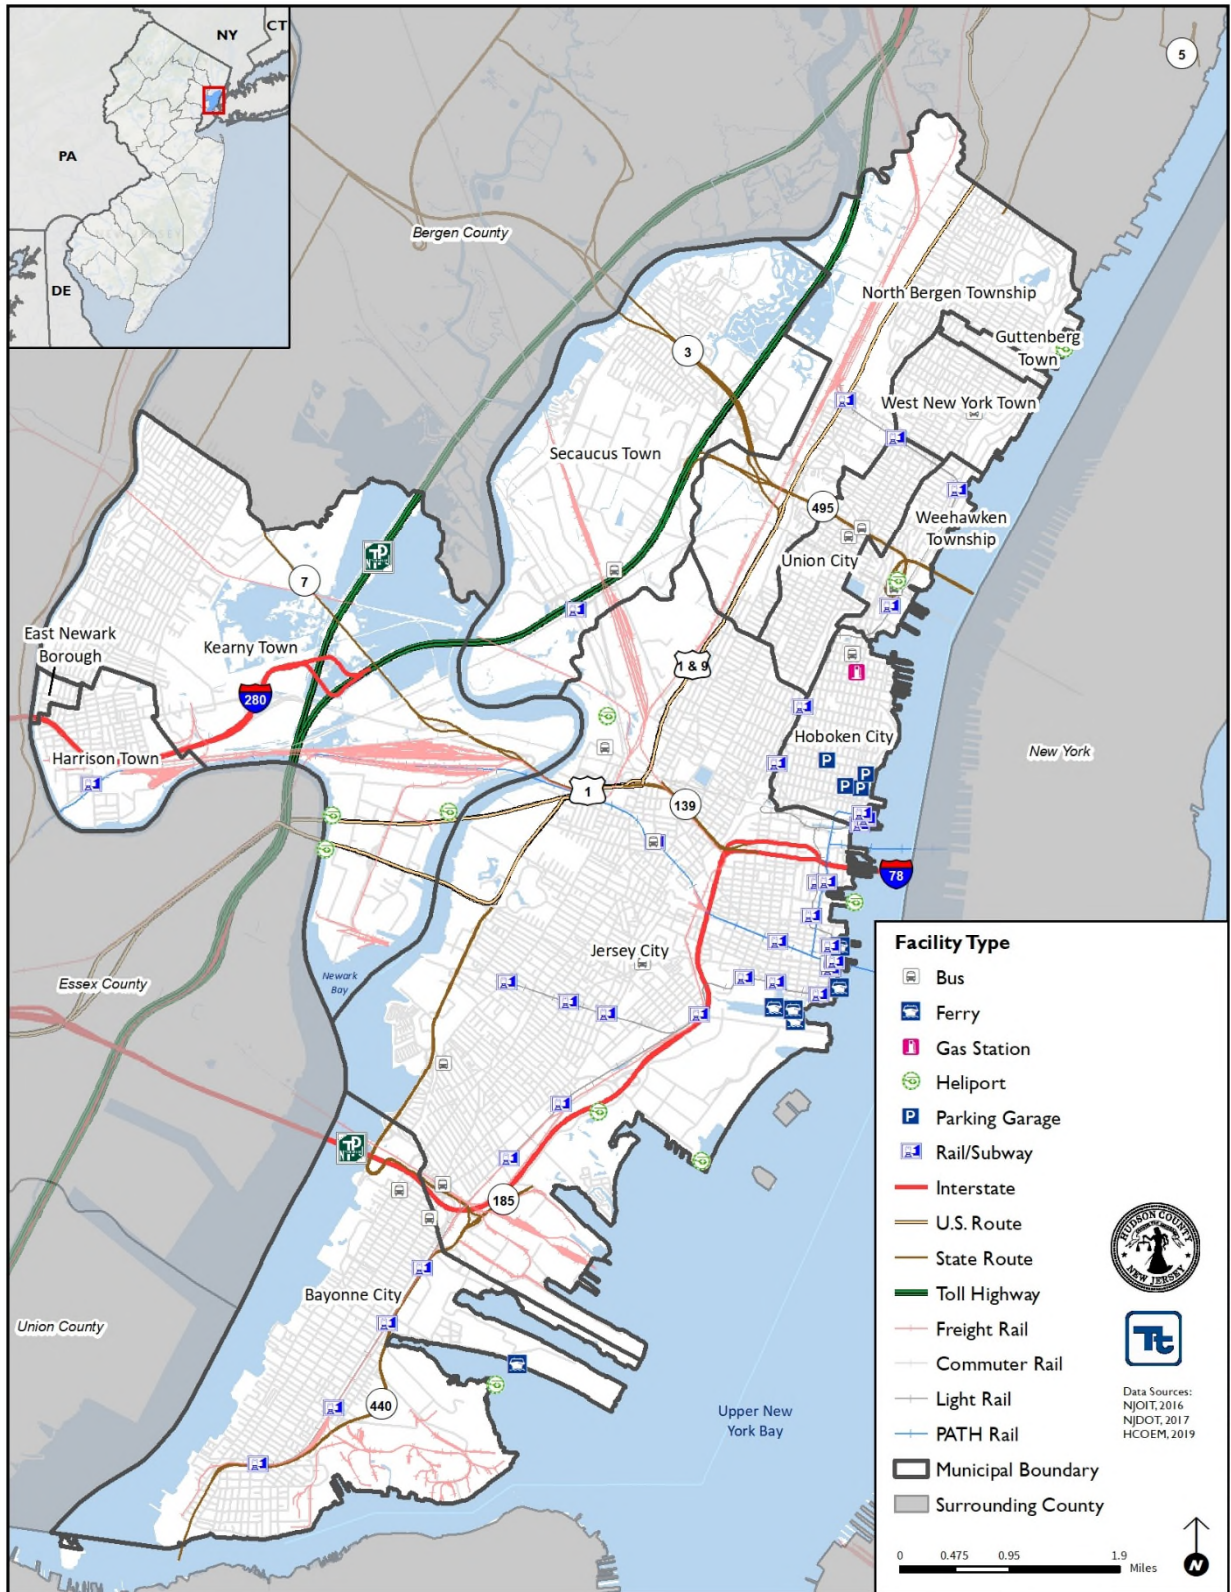 NY
CT
PA
DE
5
Bergen County
North Bergen Township
Guttenberg
Town
3
West New York Town
Secaucus Town
495
Weehawken
Township
Union City
7
East Newark
Borough
Kearny Town
1 & 9
280
Hoboken City
New York
Harrison Town
1
139
78
Jersey City
Essex County
Newark
Bay
185
Bayonne City
Union County
440
Upper New
York Bay
Facility Type
Bus
Ferry
Gas Station
Heliport
Parking Garage
Rail/Subway
Interstate
U.S. Route
State Route
Toll Highway
Freight Rail
Commuter Rail
Light Rail
PATH Rail
Municipal Boundary
Surrounding County
HUDSON COUNTY
NEW JERSEY
Tt
Data Sources:
NJOIT, 2016
NJDOT, 2017
HCOEM, 2019
0 0.475 0.95 1.9
Miles
N
P
P
P
P
P